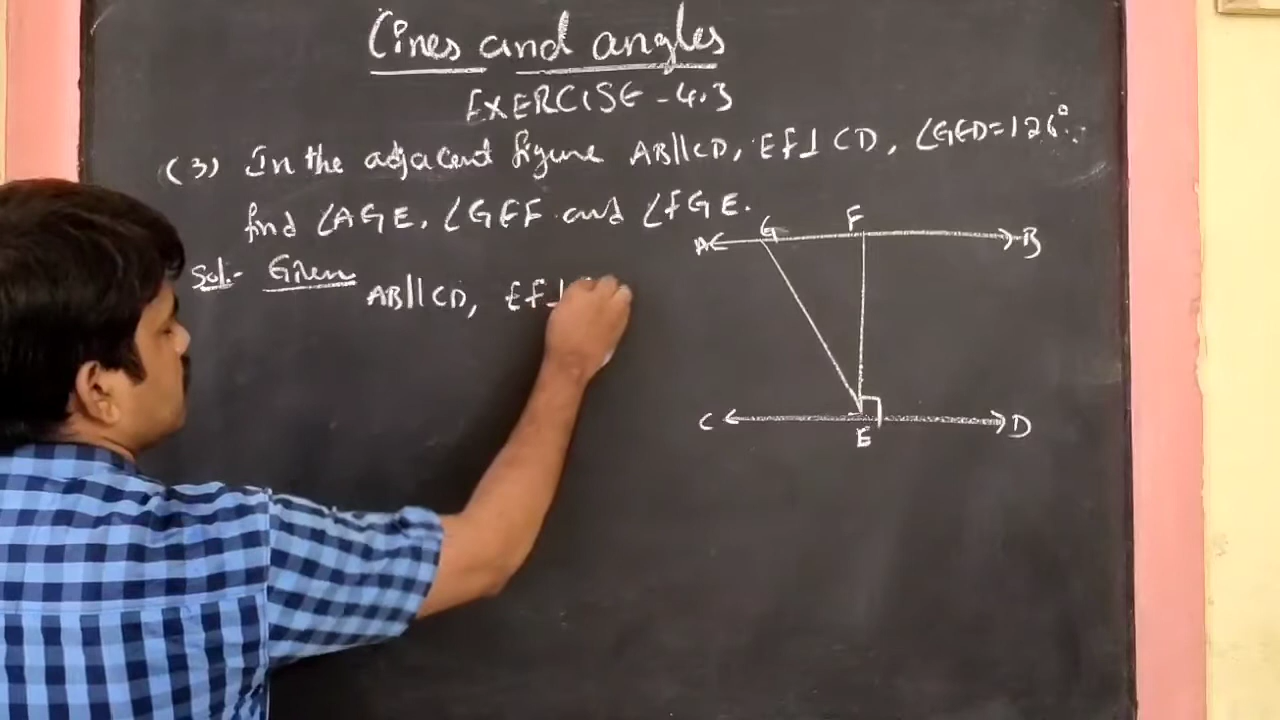 Lines and angles
EXERCISE - 4.3
(3) In the adjacent figure AB||CD, EF⊥CD, ∠GED=126°.
find ∠AGE, ∠GEF and ∠FGE.
Sol:- Given
AB||CD, EF⊥
A G F B
C E D